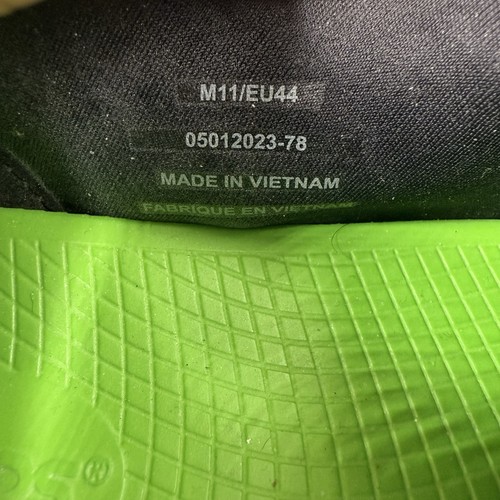 M11/EU44
05012023-78
MADE IN VIETNAM
FABRIQUE EN VIETNAM